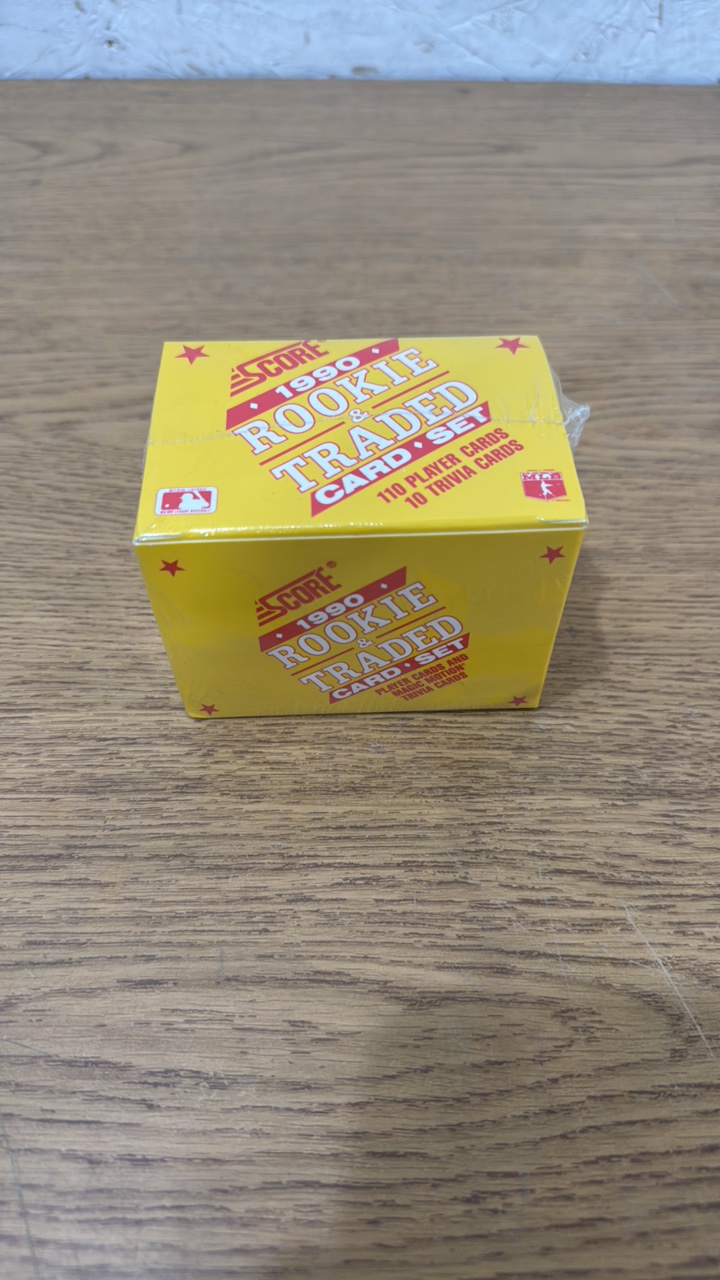 SCORE®
1990
ROOKIE
&
TRADED
CARD • SET
110 PLAYER CARDS
10 TRIVIA CARDS
SCORE®
1990
ROOKIE
&
TRADED
CARD • SET
PLAYER CARDS AND
MAGIC MOTION
TRIVIA CARDS